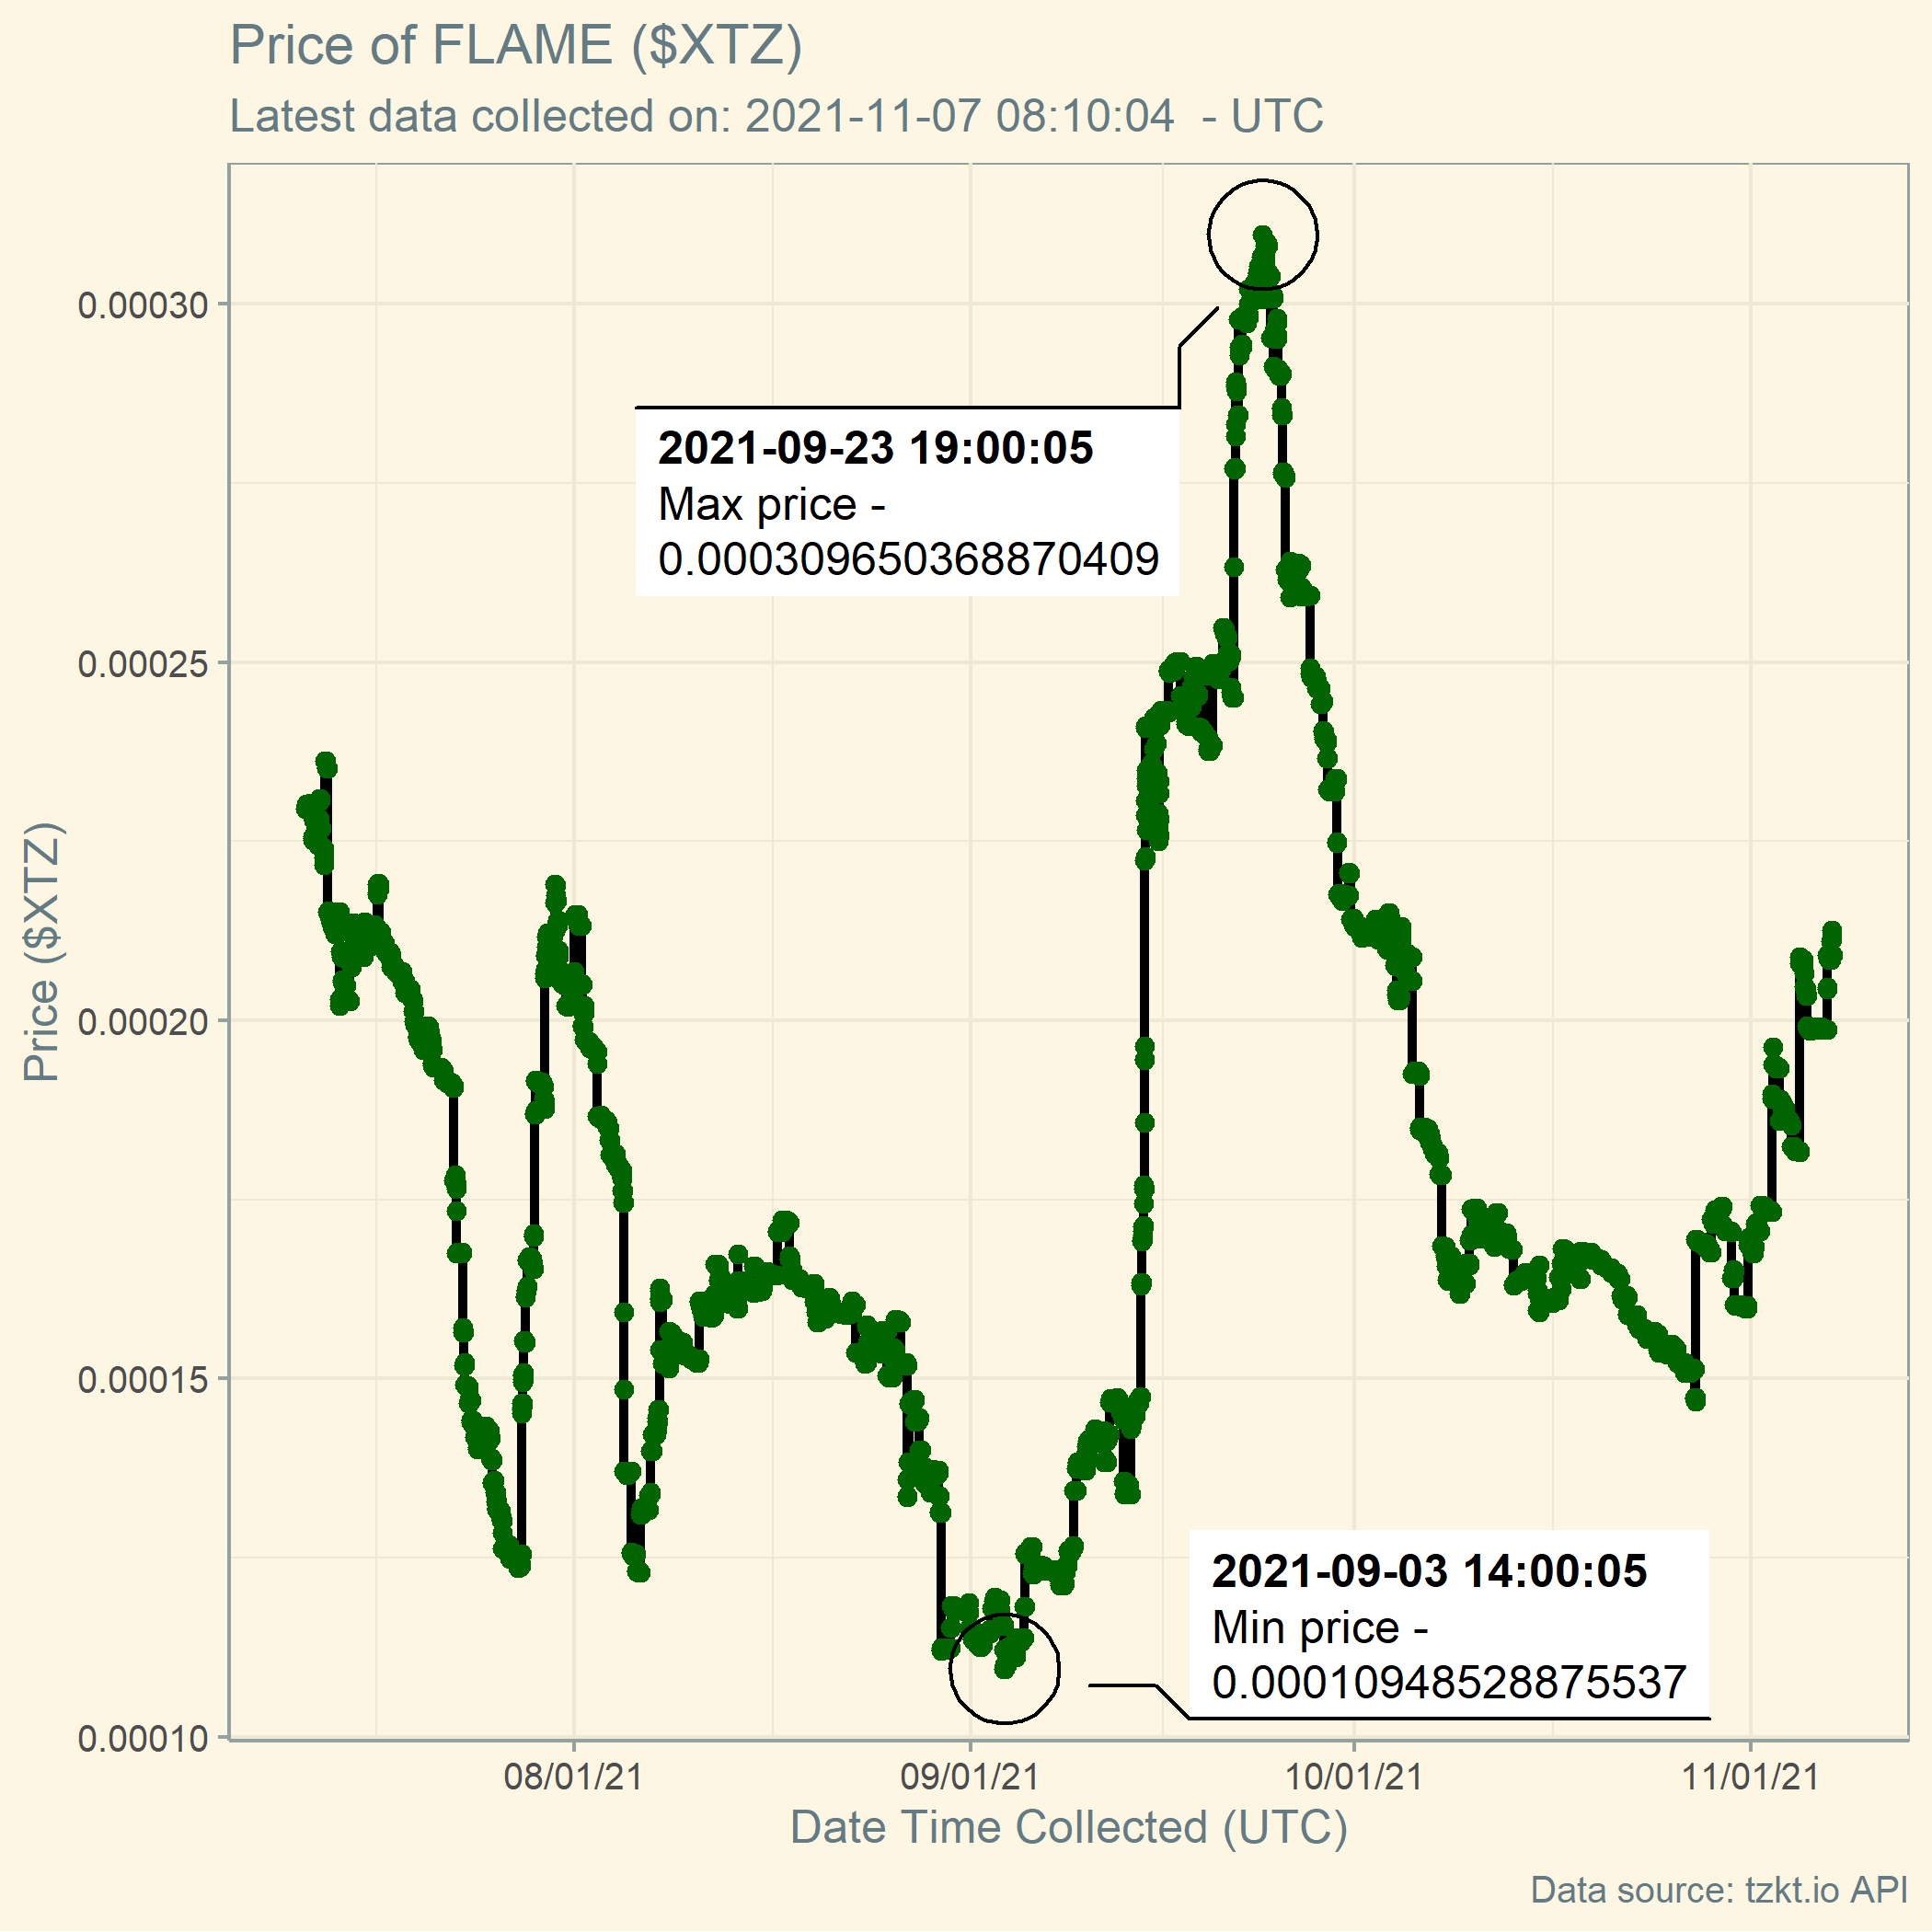 Price of FLAME ($XTZ)
Latest data collected on: 2021-11-07 08:10:04  - UTC
0.00030
0.00025
0.00020
0.00015
0.00010
Price ($XTZ)
2021-09-23 19:00:05
Max price -
0.000309650368870409
2021-09-03 14:00:05
Min price -
0.00010948528875537
08/01/21
09/01/21
10/01/21
11/01/21
Date Time Collected (UTC)
Data source: tzkt.io API